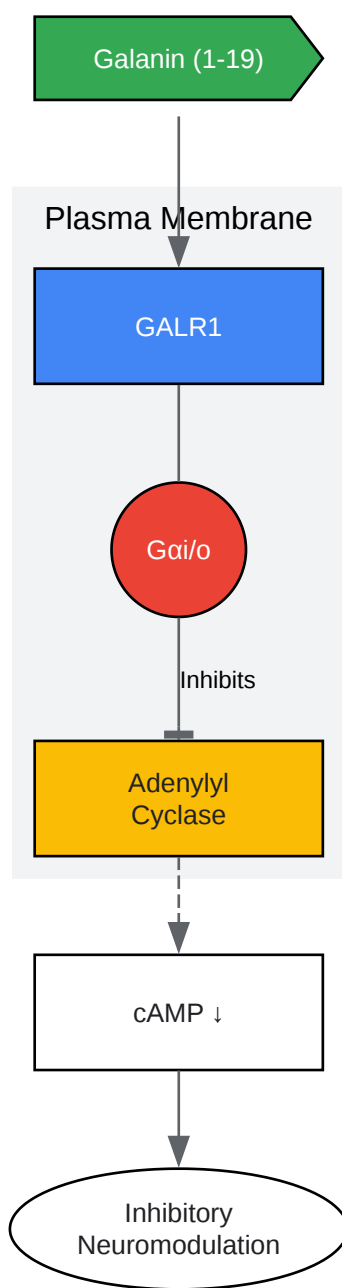 Galanin (1-19)
Plasma Membrane
GALR1
Gαi/o
Inhibits
Adenylyl
Cyclase
cAMP ↓
Inhibitory
Neuromodulation